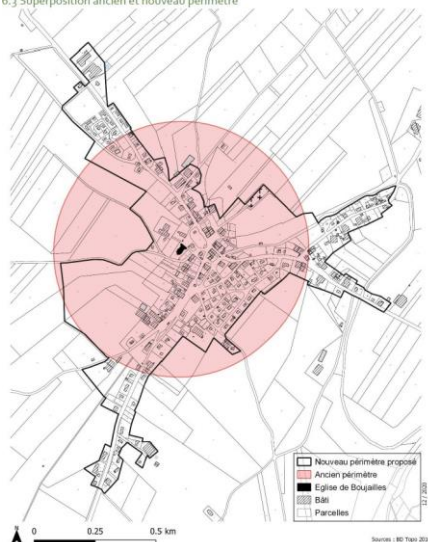 6.3 Superposition ancien et nouveau périmètre
Nouveau périmètre proposé
Ancien périmètre
Eglise de Boujailles
Bâti
Parcelles
N
0 0.25 0.5 km
Sources : BD Topo